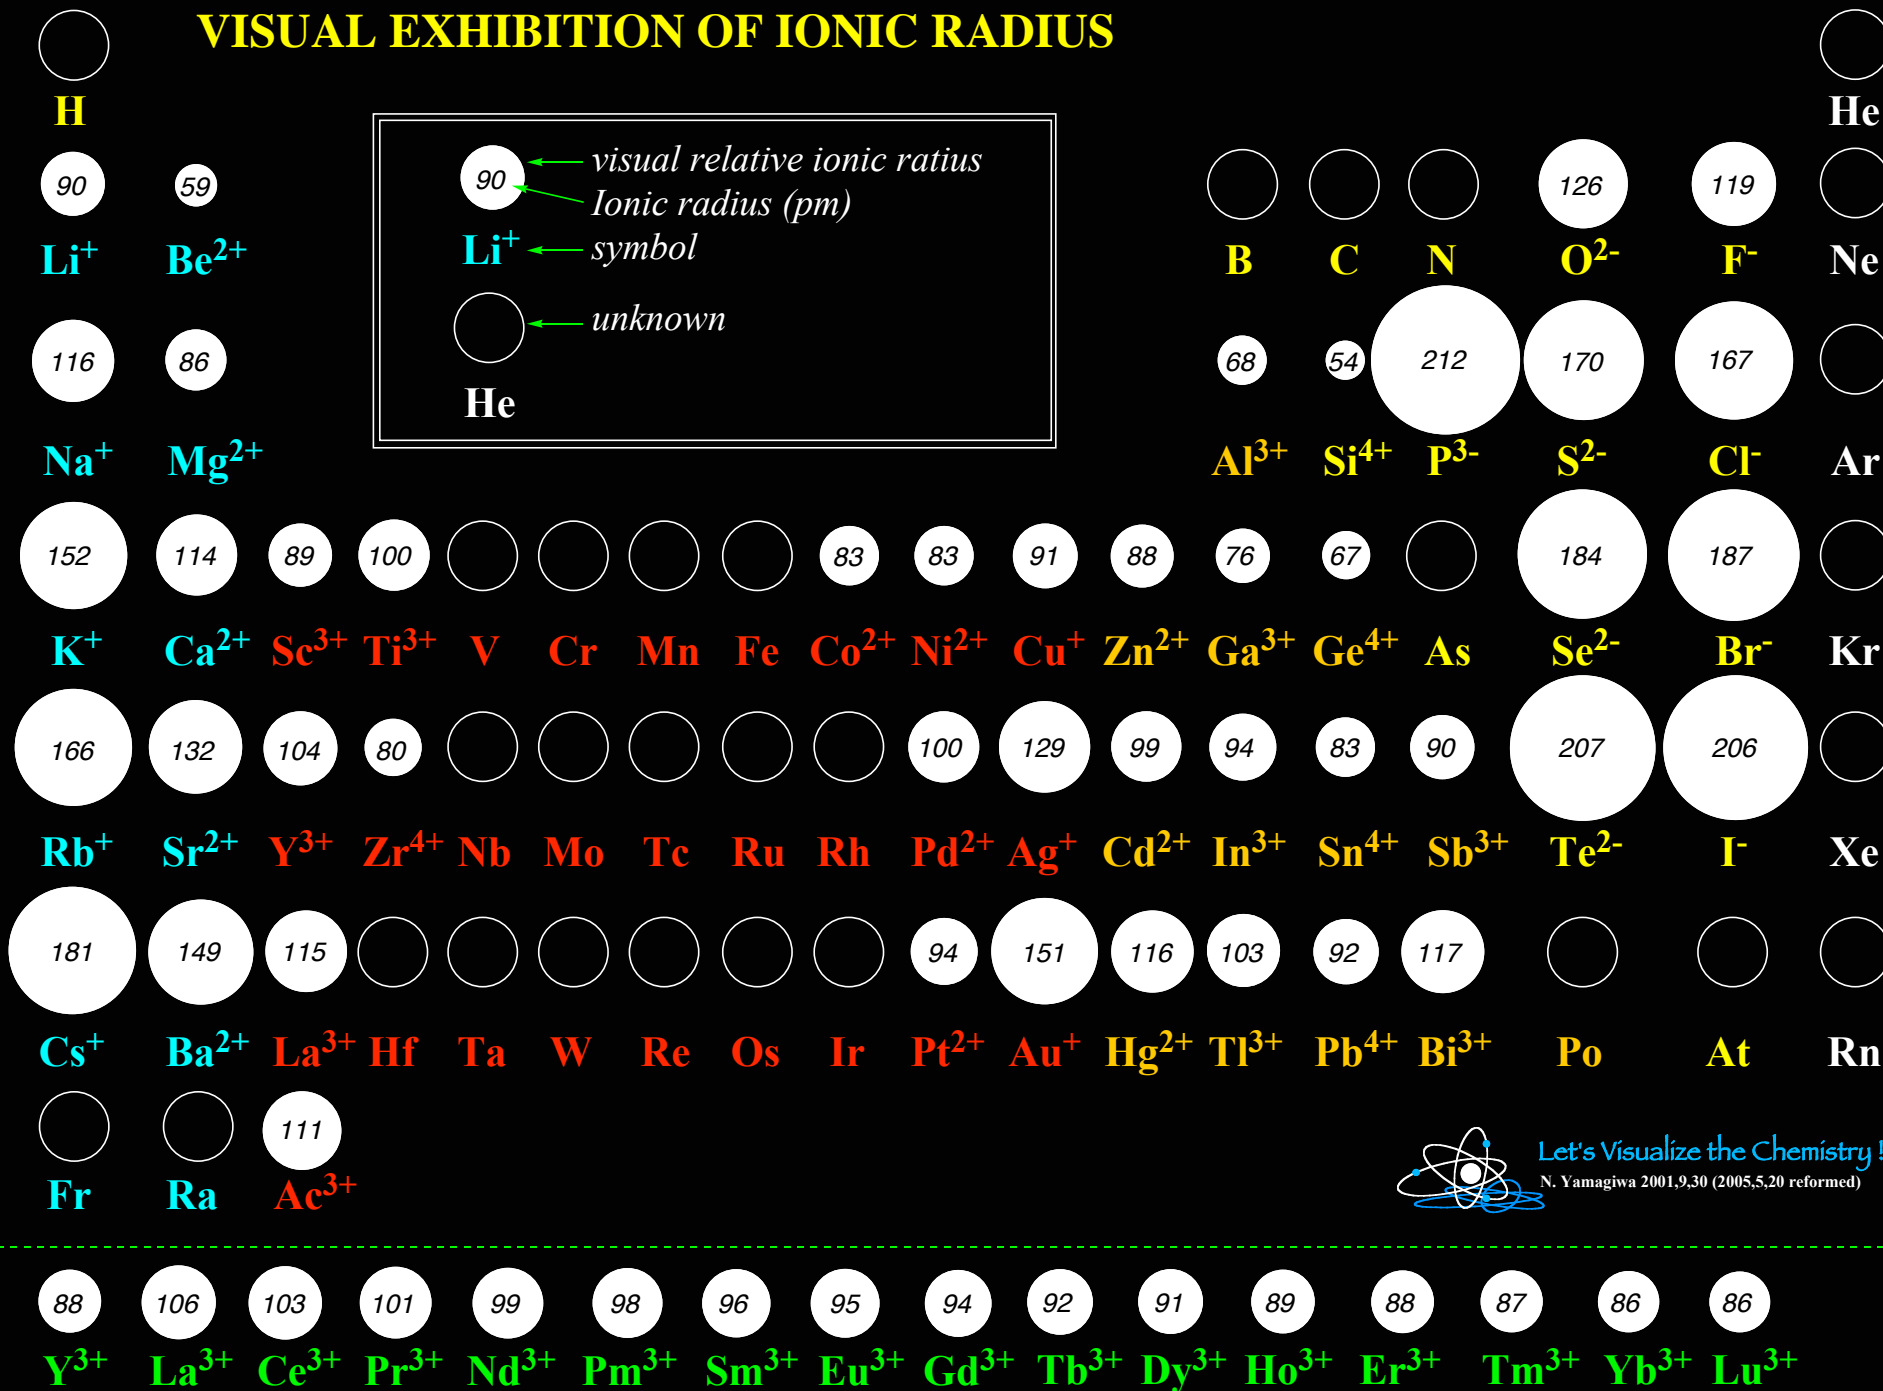 VISUAL EXHIBITION OF IONIC RADIUS
H He
90 visual relative ionic ratius
Ionic radius (pm)
Li⁺ symbol
unknown
He
90 59 126 119
Li⁺ Be²⁺ B C N O²⁻ F⁻ Ne
116 86 68 54 212 170 167
Na⁺ Mg²⁺ Al³⁺ Si⁴⁺ P³⁻ S²⁻ Cl⁻ Ar
152 114 89 100 83 83 91 88 76 67 184 187
K⁺ Ca²⁺ Sc³⁺ Ti³⁺ V Cr Mn Fe Co²⁺ Ni²⁺ Cu⁺ Zn²⁺ Ga³⁺ Ge⁴⁺ As Se²⁻ Br⁻ Kr
166 132 104 80 100 129 99 94 83 90 207 206
Rb⁺ Sr²⁺ Y³⁺ Zr⁴⁺ Nb Mo Tc Ru Rh Pd²⁺ Ag⁺ Cd²⁺ In³⁺ Sn⁴⁺ Sb³⁺ Te²⁻ I⁻ Xe
181 149 115 94 151 116 103 92 117
Cs⁺ Ba²⁺ La³⁺ Hf Ta W Re Os Ir Pt²⁺ Au⁺ Hg²⁺ Tl³⁺ Pb⁴⁺ Bi³⁺ Po At Rn
111
Fr Ra Ac³⁺
Let's Visualize the Chemistry !
N. Yamagiwa 2001,9,30 (2005,5,20 reformed)
88 106 103 101 99 98 96 95 94 92 91 89 88 87 86 86
Y³⁺ La³⁺ Ce³⁺ Pr³⁺ Nd³⁺ Pm³⁺ Sm³⁺ Eu³⁺ Gd³⁺ Tb³⁺ Dy³⁺ Ho³⁺ Er³⁺ Tm³⁺ Yb³⁺ Lu³⁺